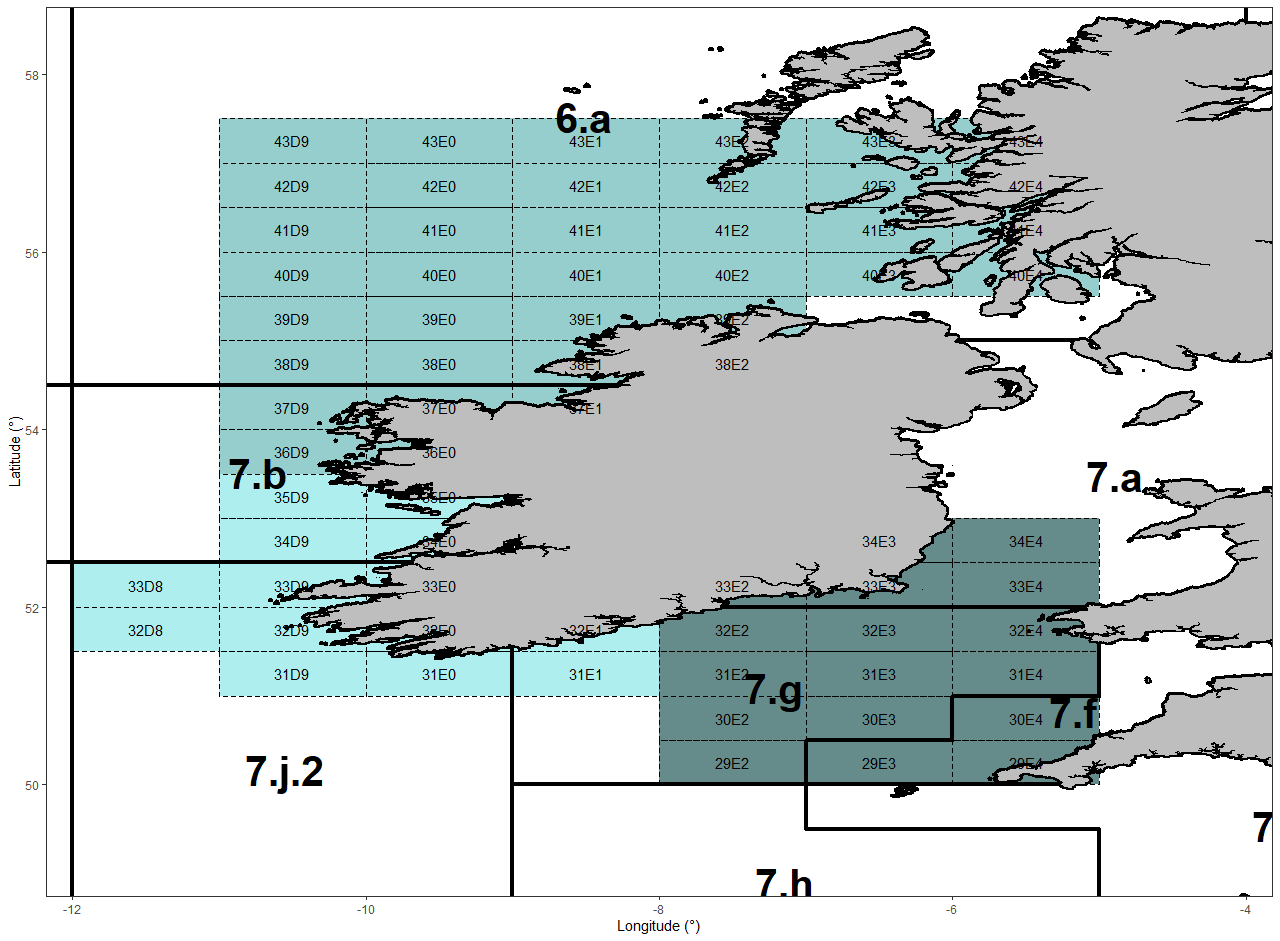 58
6.a
43D9 43E0 43E1 43E2 43E3 43E4
42D9 42E0 42E1 42E2 42E3 42E4
56
41D9 41E0 41E1 41E2 41E3 41E4
40D9 40E0 40E1 40E2 40E3 40E4
39D9 39E0 39E1 39E2
38D9 38E0 38E1 38E2
37D9 37E0 37E1
54
36D9 36E0
7.b
7.a
35D9 35E0
34D9 34E0 34E3 34E4
33D8 33D9 33E0 33E2 33E3 33E4
52
32D8 32D9 32E0 32E1 32E2 32E3 32E4
31D9 31E0 31E1 31E2 31E3 31E4
7.g
30E2 30E3 30E4
7.f
29E2 29E3 29E4
7.j.2
50
7
7.h
-12 -10 -8 -6 -4
Longitude (°)
Latitude (°)